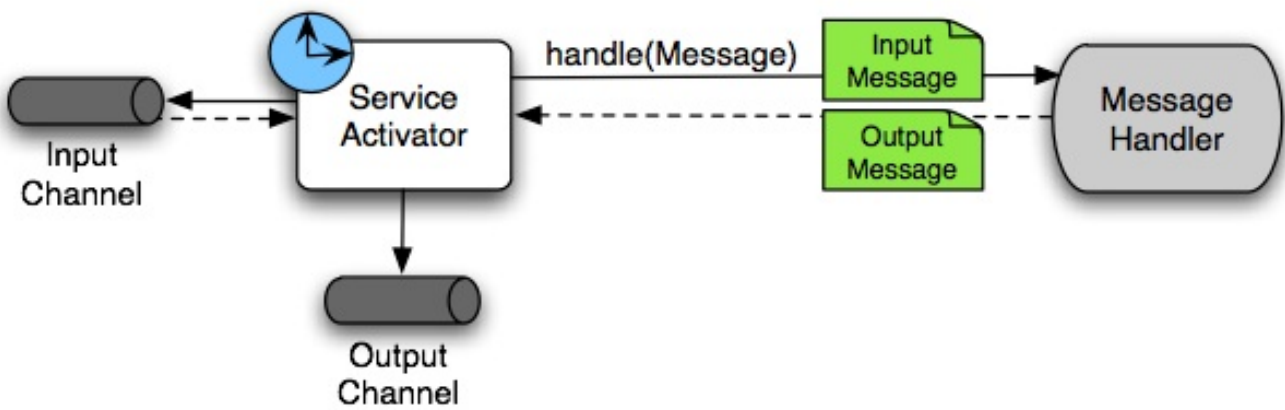 handle(Message)
Input
Message
Service
Activator
Message
Handler
Input
Channel
Output
Message
Output
Channel